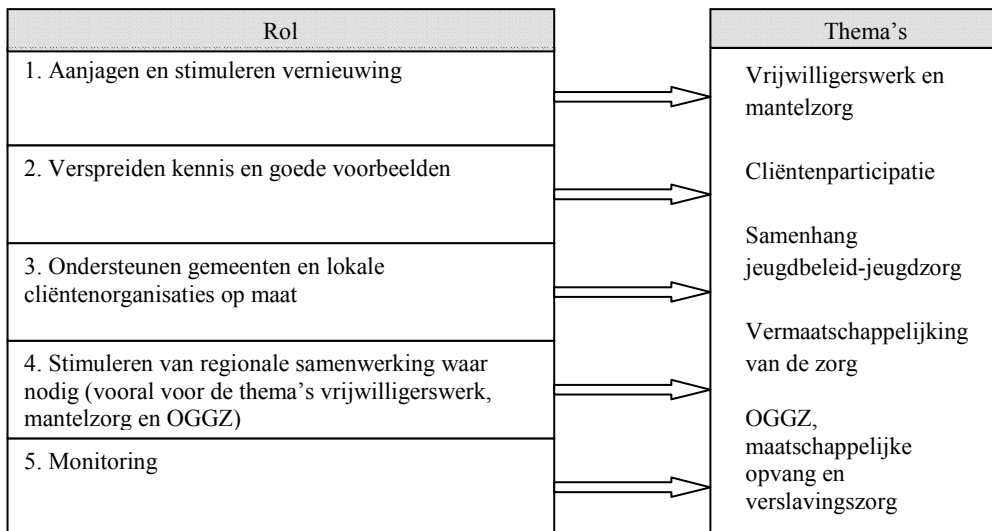 Rol
1. Aanjagen en stimuleren vernieuwing
2. Verspreiden kennis en goede voorbeelden
3. Ondersteunen gemeenten en lokale
cliëntenorganisaties op maat
4. Stimuleren van regionale samenwerking waar
nodig (vooral voor de thema’s vrijwilligerswerk,
mantelzorg en OGGZ)
5. Monitoring
Thema’s
Vrijwilligerswerk en
mantelzorg
Cliëntenparticipatie
Samenhang
jeugdbeleid-jeugdzorg
Vermaatschappelijking
van de zorg
OGGZ,
maatschappelijke
opvang en
verslavingszorg